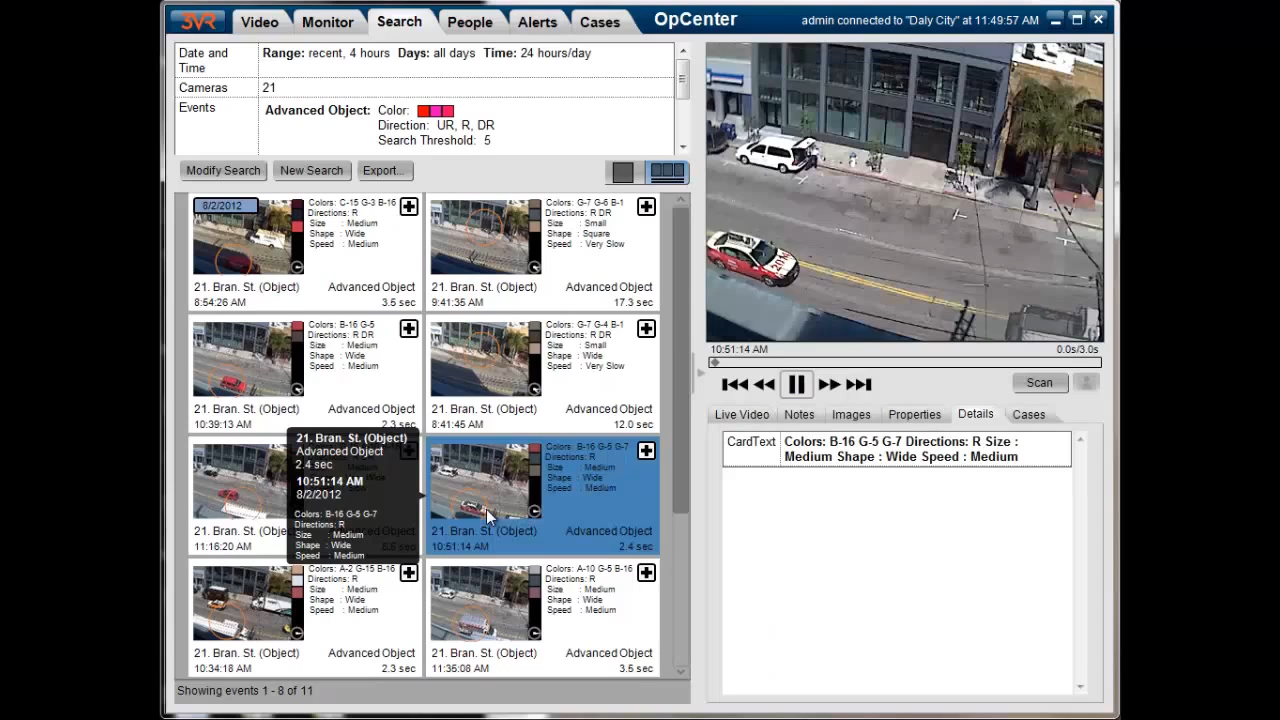 3VR
Video
Monitor
Search
People
Alerts
Cases
OpCenter
admin connected to "Daly City" at 11:49:57 AM
Date and Time
Range: recent, 4 hours Days: all days Time: 24 hours/day
Cameras
21
Events
Advanced Object: Color:
Direction: UR, R, DR
Search Threshold: 5
Modify Search
New Search
Export...
8/2/2012
Colors: C-15 G-3 B-16
Directions: R
Size : Medium
Shape : Wide
Speed : Medium
21. Bran. St. (Object) Advanced Object
8:54:26 AM 3.5 sec
Colors: G-7 G-6 B-1
Directions: R DR
Size : Small
Shape : Square
Speed : Very Slow
21. Bran. St. (Object) Advanced Object
9:41:35 AM 17.3 sec
Colors: B-16 G-5
Directions: R DR
Size : Medium
Shape : Wide
Speed : Medium
21. Bran. St. (Object) Advanced Object
10:39:13 AM 2.3 sec
Colors: G-7 G-4 B-1
Directions: R DR
Size : Small
Shape : Wide
Speed : Very Slow
21. Bran. St. (Object) Advanced Object
8:41:45 AM 12.0 sec
21. Bran. St. (Object)
Advanced Object
2.4 sec
10:51:14 AM
8/2/2012
Colors: B-16 G-5 G-7
Directions: R
Size : Medium
Shape : Wide
Speed : Medium
21. Bran.
11:16:20 AM
Colors: B-16 G-5 G-7
Directions: R
Size : Medium
Shape : Wide
Speed : Medium
21. Bran. St. (Object) Advanced Object
10:51:14 AM 2.4 sec
Colors: A-2 G-15 B-16
Directions: R
Size : Medium
Shape : Wide
Speed : Medium
21. Bran. St. (Object) Advanced Object
10:34:18 AM 2.3 sec
Colors: A-10 G-5 B-16
Directions: R
Size : Medium
Shape : Wide
Speed : Medium
21. Bran. St. (Object) Advanced Object
11:35:08 AM 3.5 sec
Showing events 1 - 8 of 11
10:51:14 AM 0.0s/3.0s
Scan
Live Video
Notes
Images
Properties
Details
Cases
CardText
Colors: B-16 G-5 G-7 Directions: R Size :
Medium Shape : Wide Speed : Medium